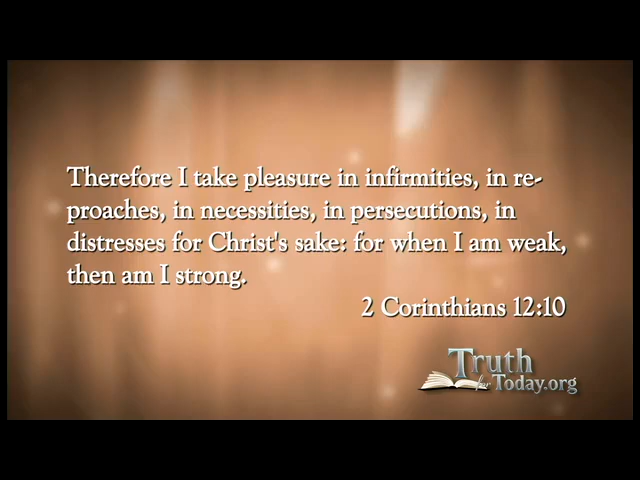 Therefore I take pleasure in infirmities, in re-
proaches, in necessities, in persecutions, in
distresses for Christ's sake: for when I am weak,
then am I strong.
2 Corinthians 12:10
Truth
for Today.org